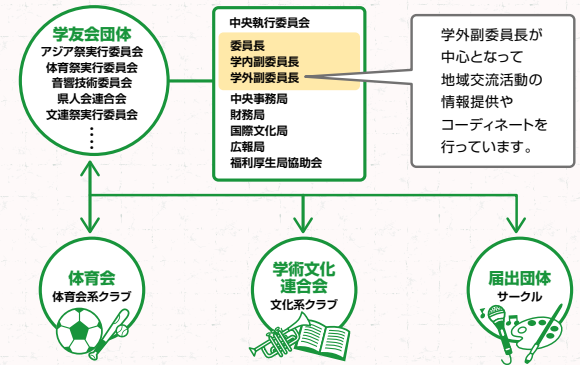 学友会団体
アジア祭実行委員会
体育祭実行委員会
音響技術委員会
県人会連合会
文連祭実行委員会
⋮
中央執行委員会
委員長
学内副委員長
学外副委員長
中央事務局
財務局
国際文化局
広報局
福利厚生局協助会
学外副委員長が
中心となって
地域交流活動の
情報提供や
コーディネートを
行っています。
体育会
体育会系クラブ
学術文化
連合会
文化系クラブ
届出団体
サークル